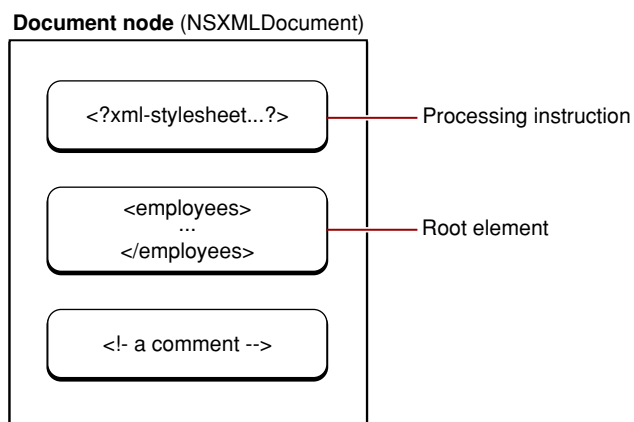 Document node (NSXMLDocument)
<?xml-stylesheet...?>
Processing instruction
<employees>
...
</employees>
Root element
<!- a comment -->